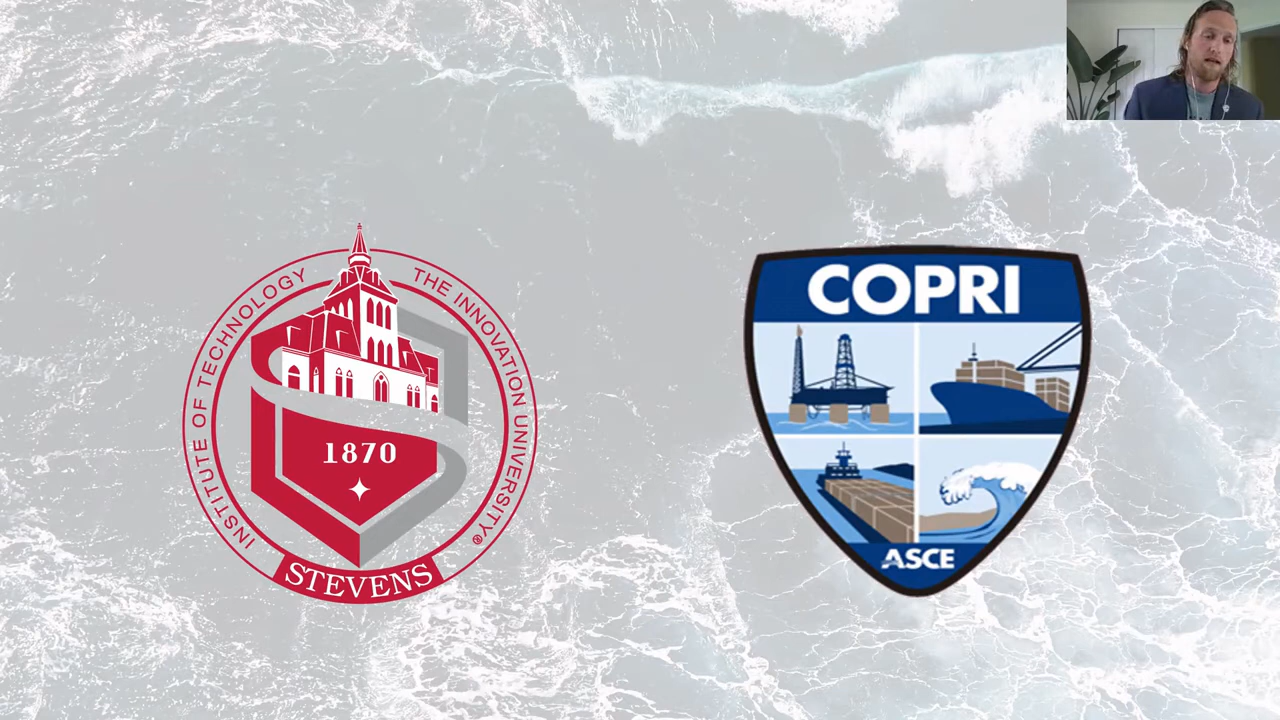 INSTITUTE OF TECHNOLOGY
THE INNOVATION UNIVERSITY®
1870
STEVENS
COPRI
ASCE